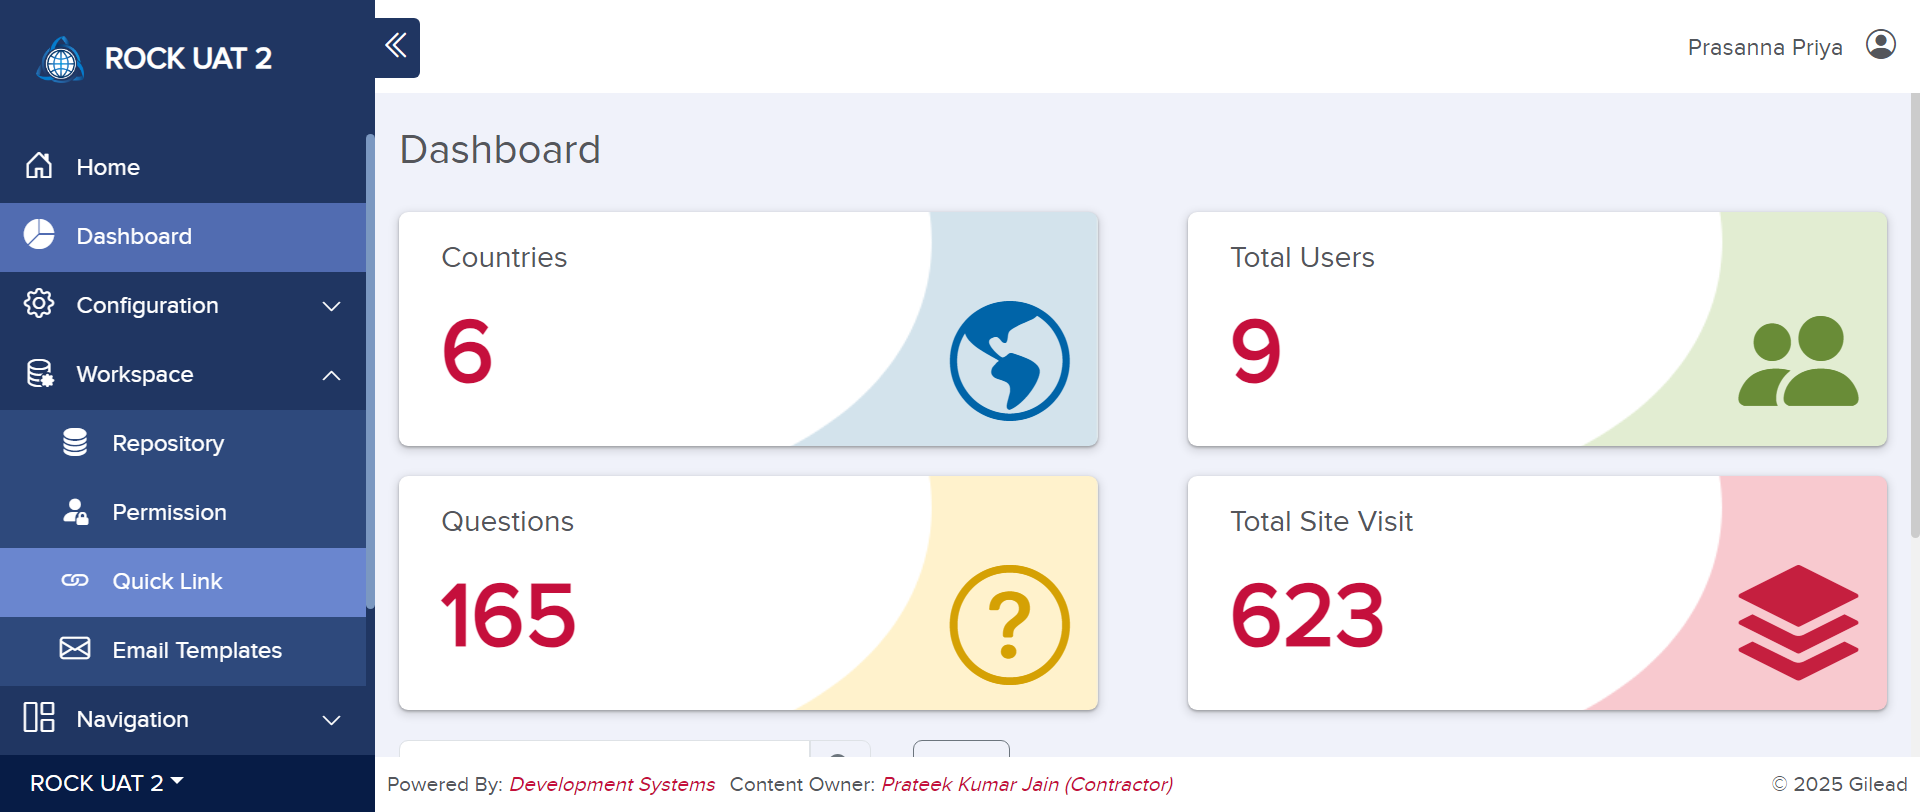 ROCK UAT 2
Prasanna Priya
Home
Dashboard
Configuration
Workspace
Repository
Permission
Quick Link
Email Templates
Navigation
ROCK UAT 2
Dashboard
Countries
6
Total Users
9
Questions
165
Total Site Visit
623
Powered By: Development Systems Content Owner: Prateek Kumar Jain (Contractor)
© 2025 Gilead